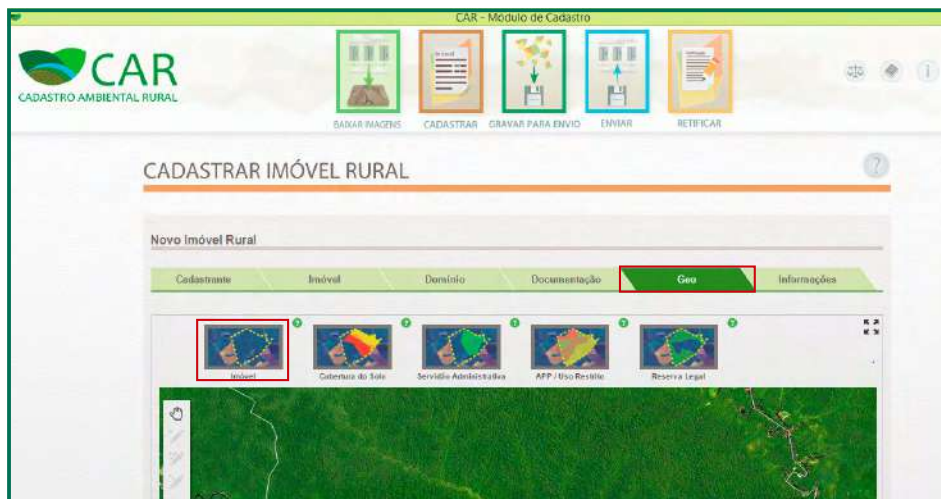 CAR - Módulo de Cadastro
CAR
CADASTRO AMBIENTAL RURAL
BAIXAR IMAGENS CADASTRAR GRAVAR PARA ENVIO ENVIAR RETIFICAR
i
CADASTRAR IMÓVEL RURAL
?
Novo Imóvel Rural
Cadastrante Imóvel Domínio Documentação Geo Informações
? ? ? ? ?
Imóvel Cobertura do Solo Servidão Administrativa APP / Uso Restrito Reserva Legal